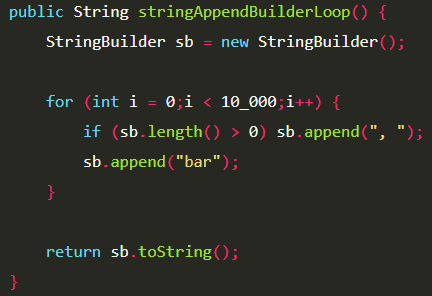 public String stringAppendBuilderLoop() {
    StringBuilder sb = new StringBuilder();

    for (int i = 0;i < 10_000;i++) {
        if (sb.length() > 0) sb.append(", ");
        sb.append("bar");
    }

    return sb.toString();
}